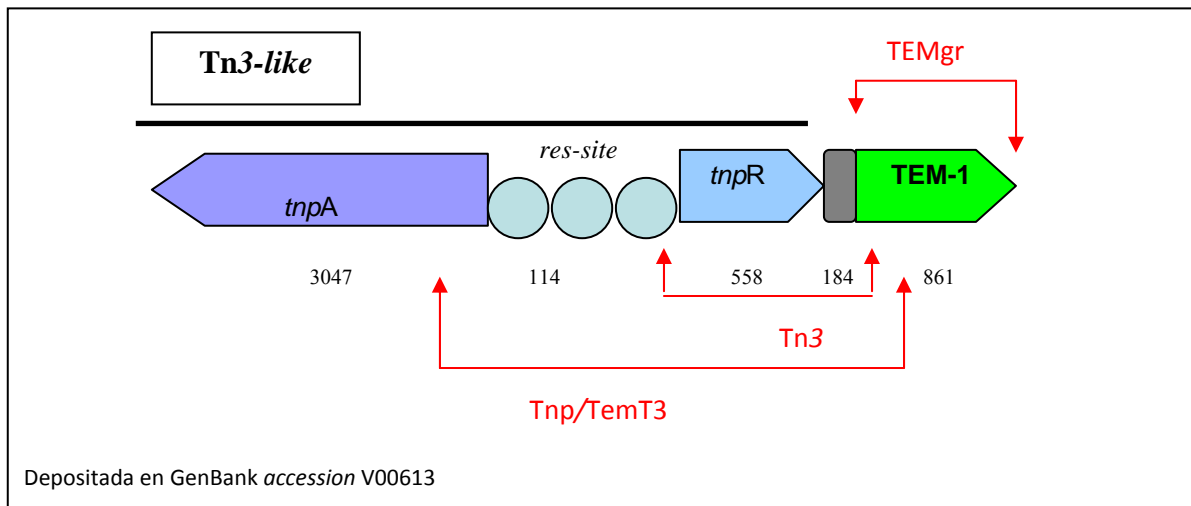 Tn3-like
TEMgr
res-site
tnpA
tnpR
TEM-1
3047 114 558 184 861
Tn3
Tnp/TemT3
Depositada en GenBank accession V00613